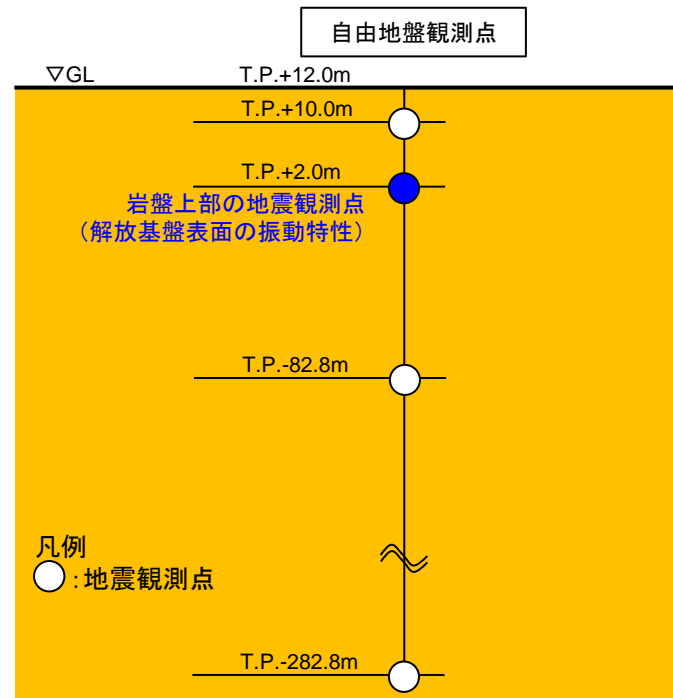 自由地盤観測点
▽GL
T.P.+12.0m
T.P.+10.0m
T.P.+2.0m
岩盤上部の地震観測点
（解放基盤表面の振動特性）
T.P.-82.8m
凡例
○：地震観測点
T.P.-282.8m